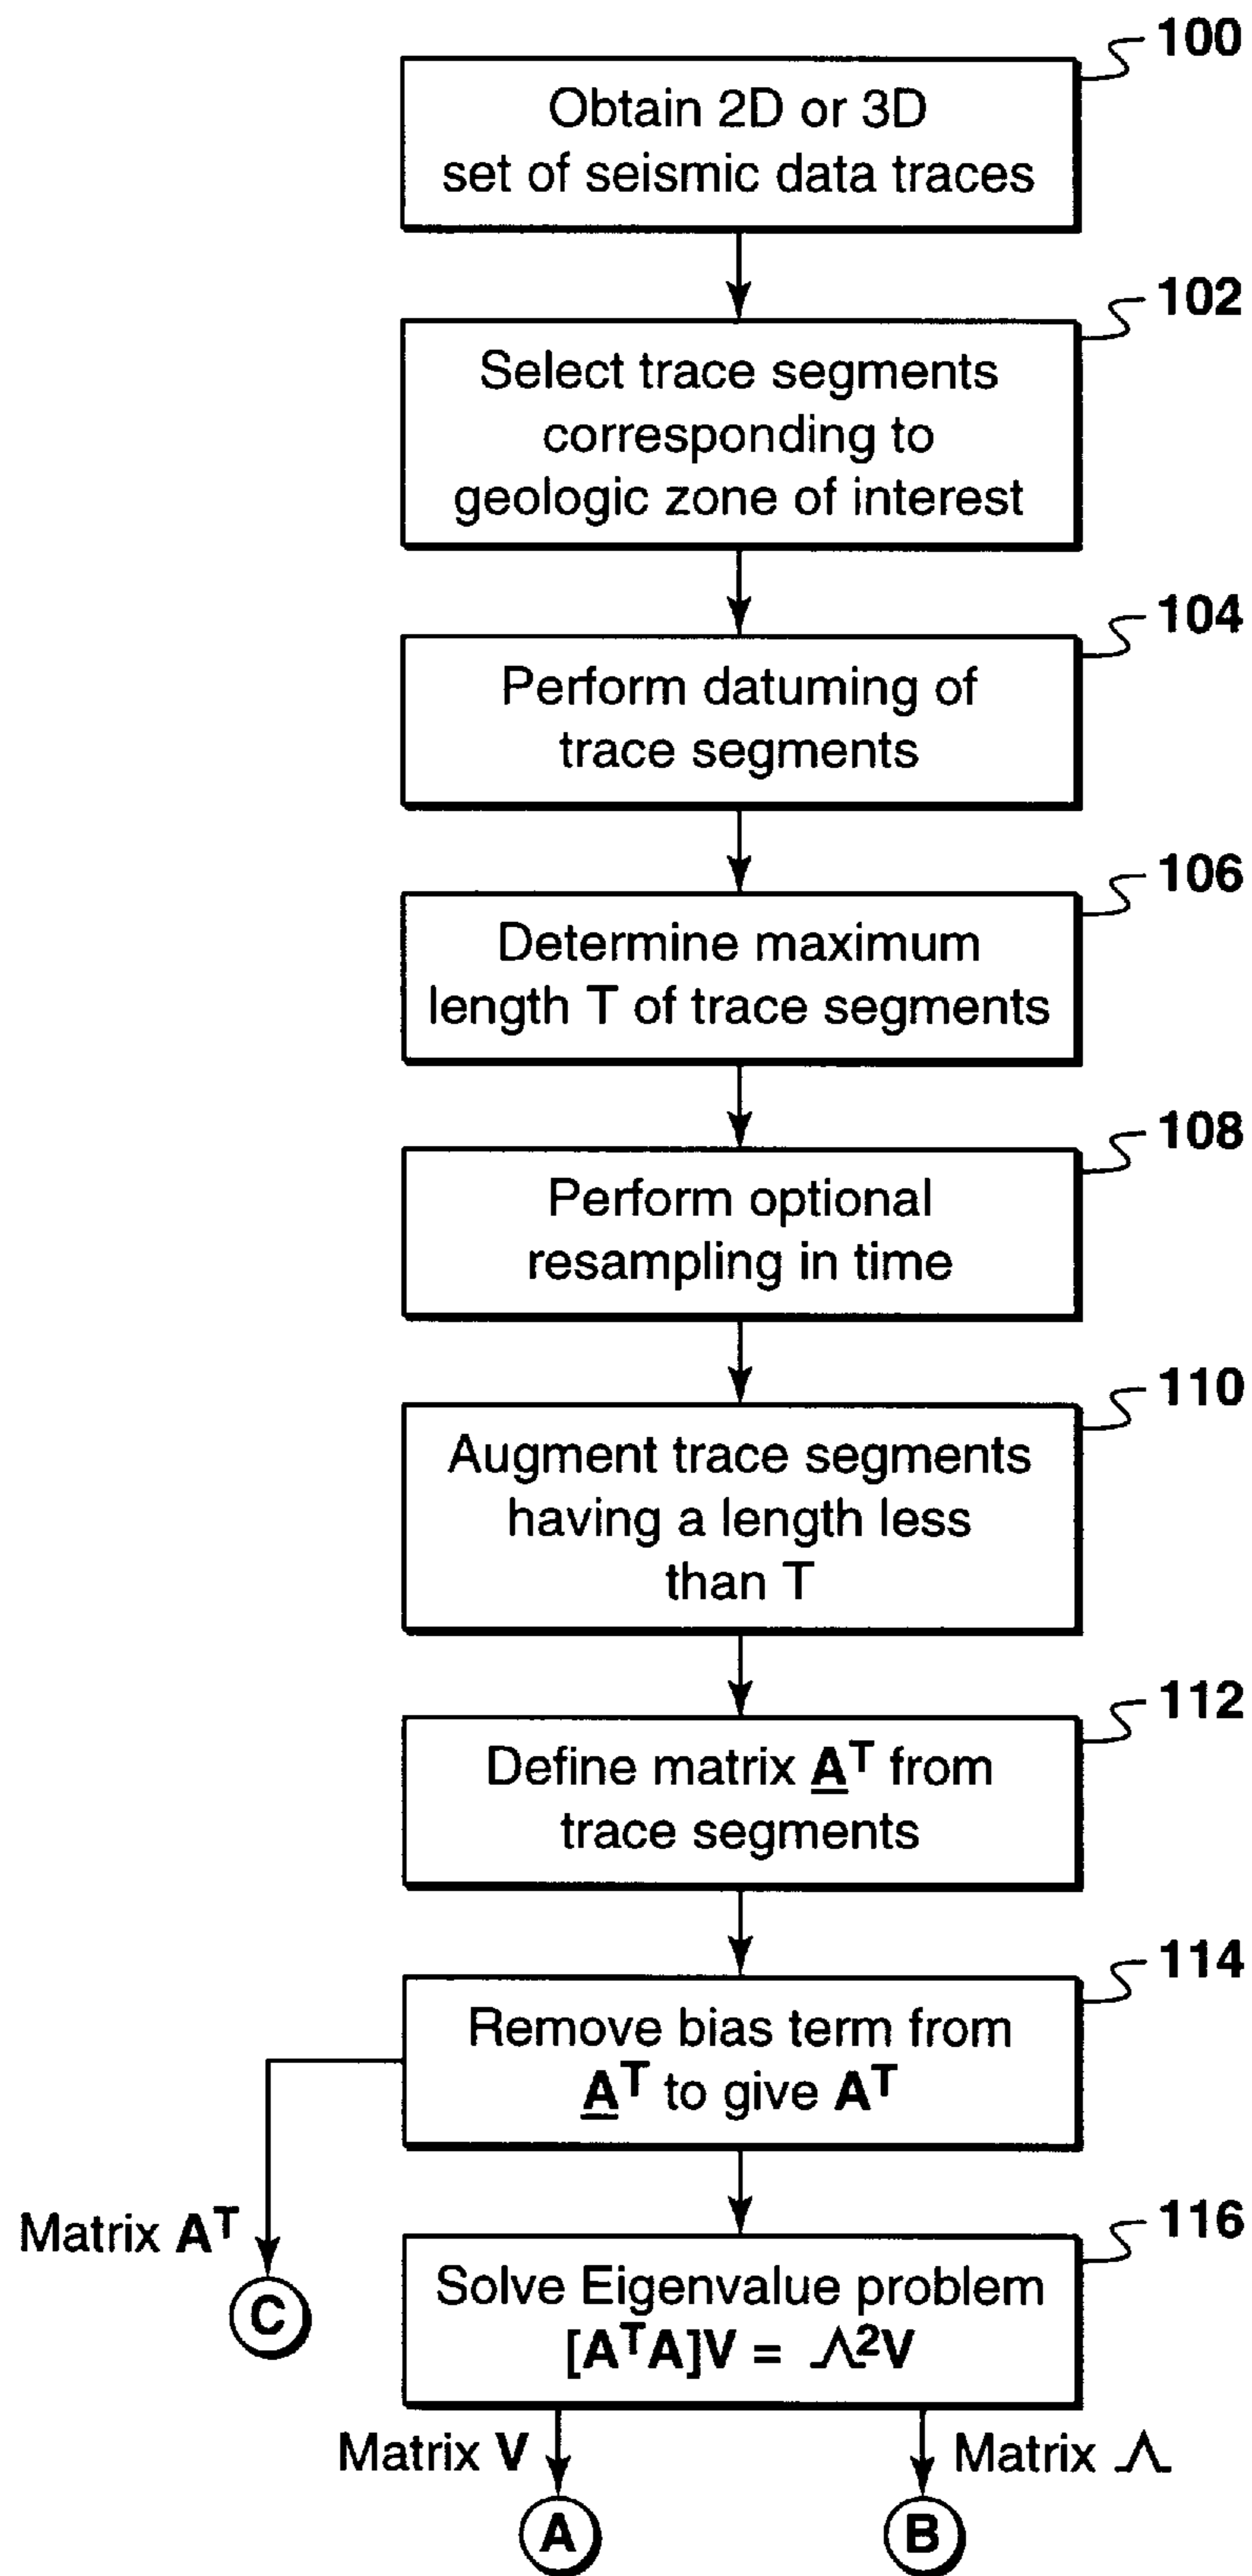 100
Obtain 2D or 3D
set of seismic data traces
102
Select trace segments
corresponding to
geologic zone of interest
104
Perform datuming of
trace segments
106
Determine maximum
length T of trace segments
108
Perform optional
resampling in time
110
Augment trace segments
having a length less
than T
112
Define matrix A̲ᵀ from
trace segments
114
Remove bias term from
A̲ᵀ to give Aᵀ
Matrix Aᵀ
C
116
Solve Eigenvalue problem
[AᵀA]V = Λ²V
Matrix V
Matrix Λ
A
B